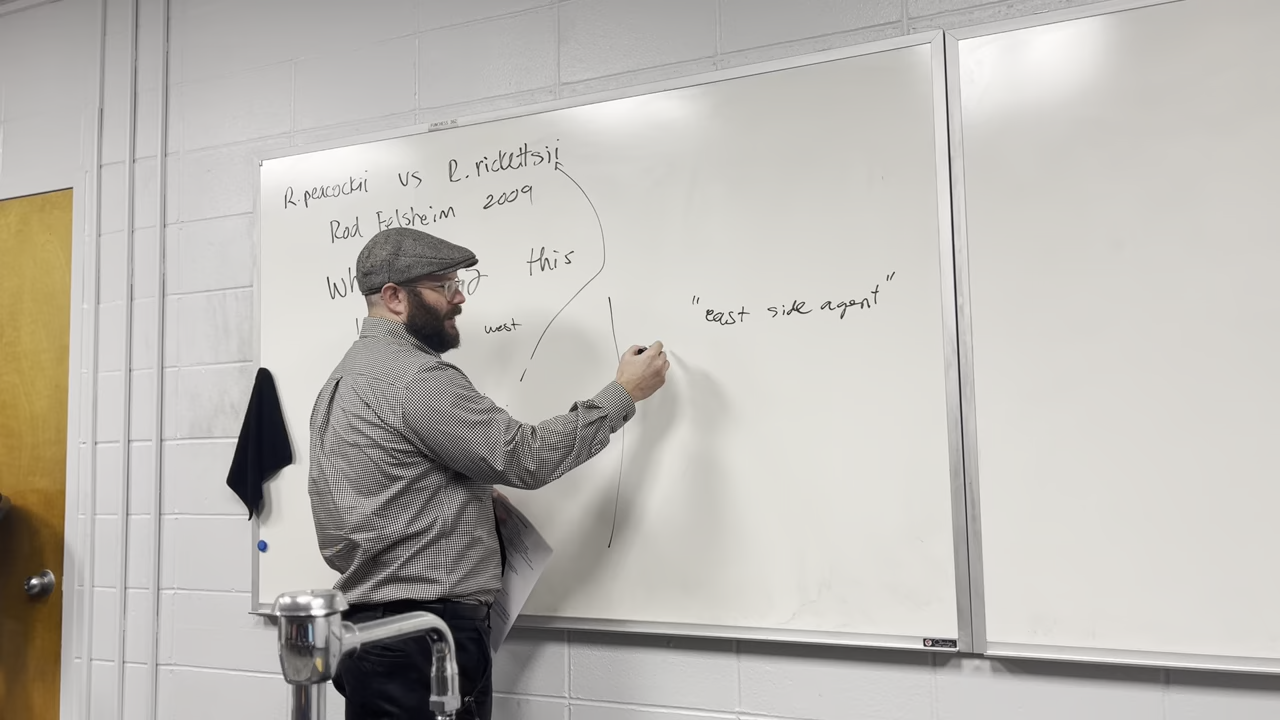 R. peacockii vs R. rickettsii
Rod Felsheim 2009
this
west
"east side agent"